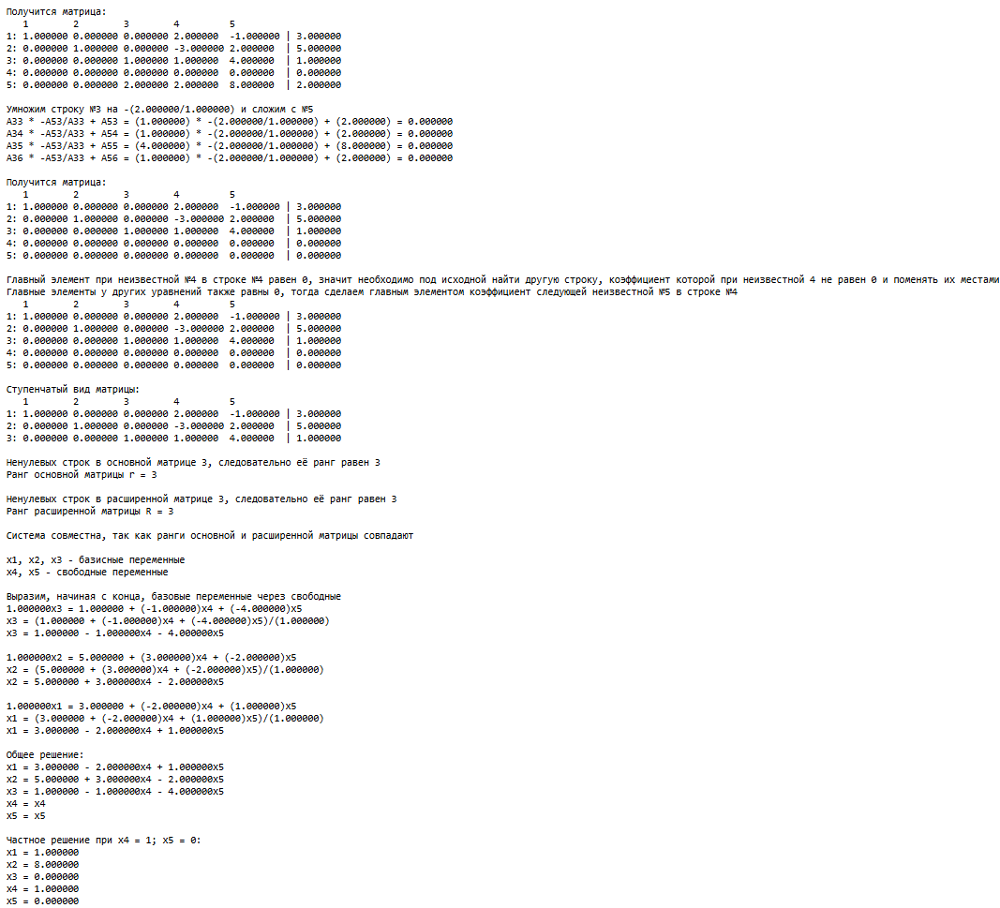 Получится матрица:
1 2 3 4 5
1: 1.000000 0.000000 0.000000 2.000000 -1.000000 | 3.000000
2: 0.000000 1.000000 0.000000 -3.000000 2.000000 | 5.000000
3: 0.000000 0.000000 1.000000 1.000000 4.000000 | 1.000000
4: 0.000000 0.000000 0.000000 0.000000 0.000000 | 0.000000
5: 0.000000 0.000000 2.000000 2.000000 8.000000 | 2.000000
Умножим строку №3 на -(2.000000/1.000000) и сложим с №5
A33 * -A53/A33 + A53 = (1.000000) * -(2.000000/1.000000) + (2.000000) = 0.000000
A34 * -A53/A33 + A54 = (1.000000) * -(2.000000/1.000000) + (2.000000) = 0.000000
A35 * -A53/A33 + A55 = (4.000000) * -(2.000000/1.000000) + (8.000000) = 0.000000
A36 * -A53/A33 + A56 = (1.000000) * -(2.000000/1.000000) + (2.000000) = 0.000000
Получится матрица:
1 2 3 4 5
1: 1.000000 0.000000 0.000000 2.000000 -1.000000 | 3.000000
2: 0.000000 1.000000 0.000000 -3.000000 2.000000 | 5.000000
3: 0.000000 0.000000 1.000000 1.000000 4.000000 | 1.000000
4: 0.000000 0.000000 0.000000 0.000000 0.000000 | 0.000000
5: 0.000000 0.000000 0.000000 0.000000 0.000000 | 0.000000
Главный элемент при неизвестной №4 в строке №4 равен 0, значит необходимо под исходной найти другую строку, коэффициент которой при неизвестной 4 не равен 0 и поменять их местами
Главные элементы у других уравнений также равны 0, тогда сделаем главным элементом коэффициент следующей неизвестной №5 в строке №4
1 2 3 4 5
1: 1.000000 0.000000 0.000000 2.000000 -1.000000 | 3.000000
2: 0.000000 1.000000 0.000000 -3.000000 2.000000 | 5.000000
3: 0.000000 0.000000 1.000000 1.000000 4.000000 | 1.000000
4: 0.000000 0.000000 0.000000 0.000000 0.000000 | 0.000000
5: 0.000000 0.000000 0.000000 0.000000 0.000000 | 0.000000
Ступенчатый вид матрицы:
1 2 3 4 5
1: 1.000000 0.000000 0.000000 2.000000 -1.000000 | 3.000000
2: 0.000000 1.000000 0.000000 -3.000000 2.000000 | 5.000000
3: 0.000000 0.000000 1.000000 1.000000 4.000000 | 1.000000
Ненулевых строк в основной матрице 3, следовательно её ранг равен 3
Ранг основной матрицы r = 3
Ненулевых строк в расширенной матрице 3, следовательно её ранг равен 3
Ранг расширенной матрицы R = 3
Система совместна, так как ранги основной и расширенной матрицы совпадают
x1, x2, x3 - базисные переменные
x4, x5 - свободные переменные
Выразим, начиная с конца, базовые переменные через свободные
1.000000x3 = 1.000000 + (-1.000000)x4 + (-4.000000)x5
x3 = (1.000000 + (-1.000000)x4 + (-4.000000)x5)/(1.000000)
x3 = 1.000000 - 1.000000x4 - 4.000000x5
1.000000x2 = 5.000000 + (3.000000)x4 + (-2.000000)x5
x2 = (5.000000 + (3.000000)x4 + (-2.000000)x5)/(1.000000)
x2 = 5.000000 + 3.000000x4 - 2.000000x5
1.000000x1 = 3.000000 + (-2.000000)x4 + (1.000000)x5
x1 = (3.000000 + (-2.000000)x4 + (1.000000)x5)/(1.000000)
x1 = 3.000000 - 2.000000x4 + 1.000000x5
Общее решение:
x1 = 3.000000 - 2.000000x4 + 1.000000x5
x2 = 5.000000 + 3.000000x4 - 2.000000x5
x3 = 1.000000 - 1.000000x4 - 4.000000x5
x4 = x4
x5 = x5
Частное решение при x4 = 1; x5 = 0:
x1 = 1.000000
x2 = 8.000000
x3 = 0.000000
x4 = 1.000000
x5 = 0.000000